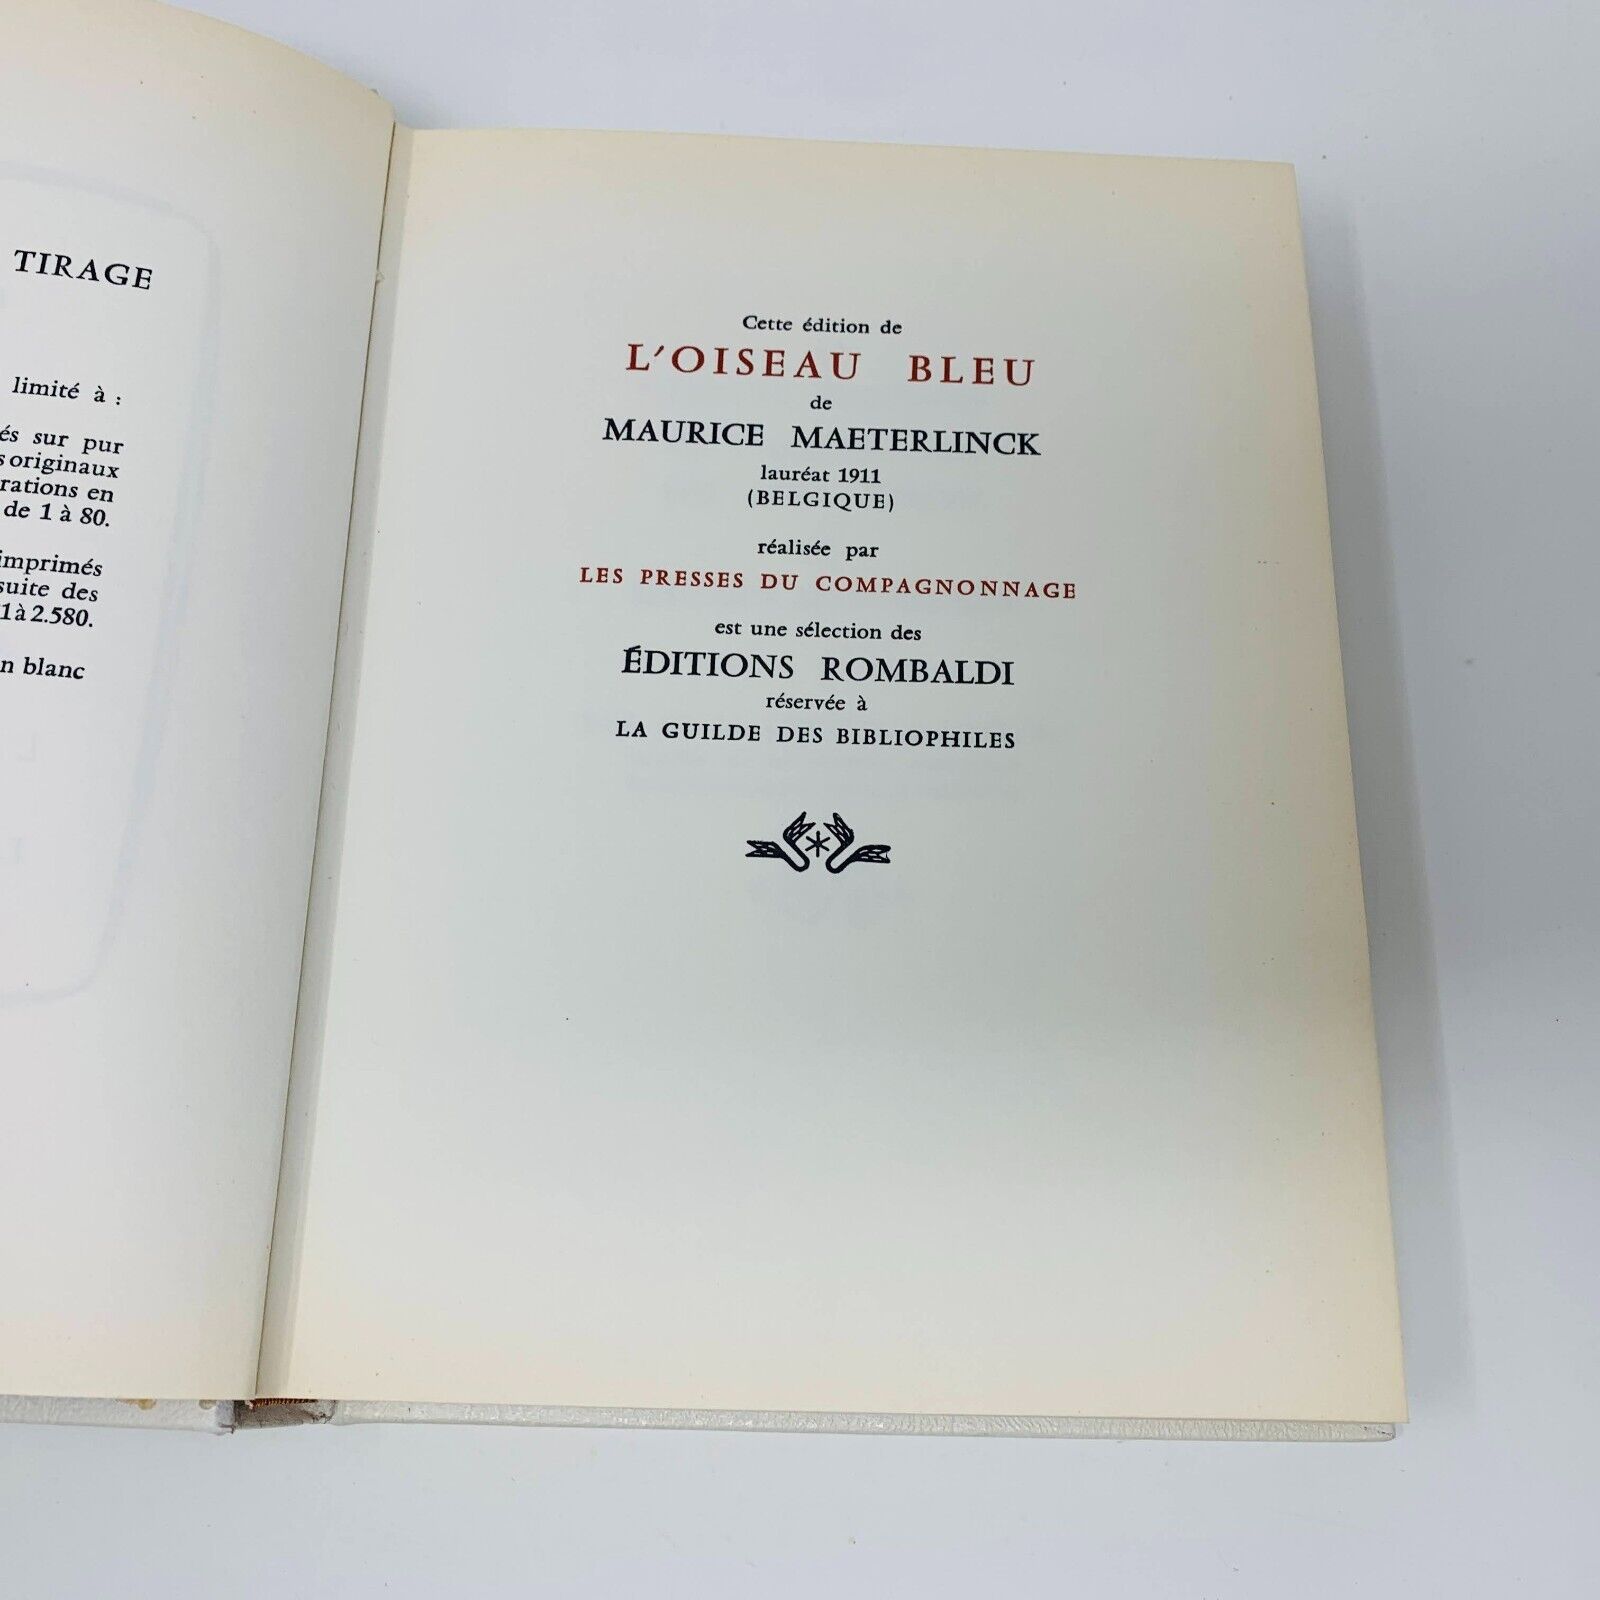 TIRAGE
limité à :
sur pur
originaux
en
de 1 à 80.
imprimés
suite des
1 à 2.580.
blanc
Cette édition de
L'OISEAU BLEU
de
MAURICE MAETERLINCK
lauréat 1911
(BELGIQUE)
réalisée par
LES PRESSES DU COMPAGNONNAGE
est une sélection des
ÉDITIONS ROMBALDI
réservée à
LA GUILDE DES BIBLIOPHILES